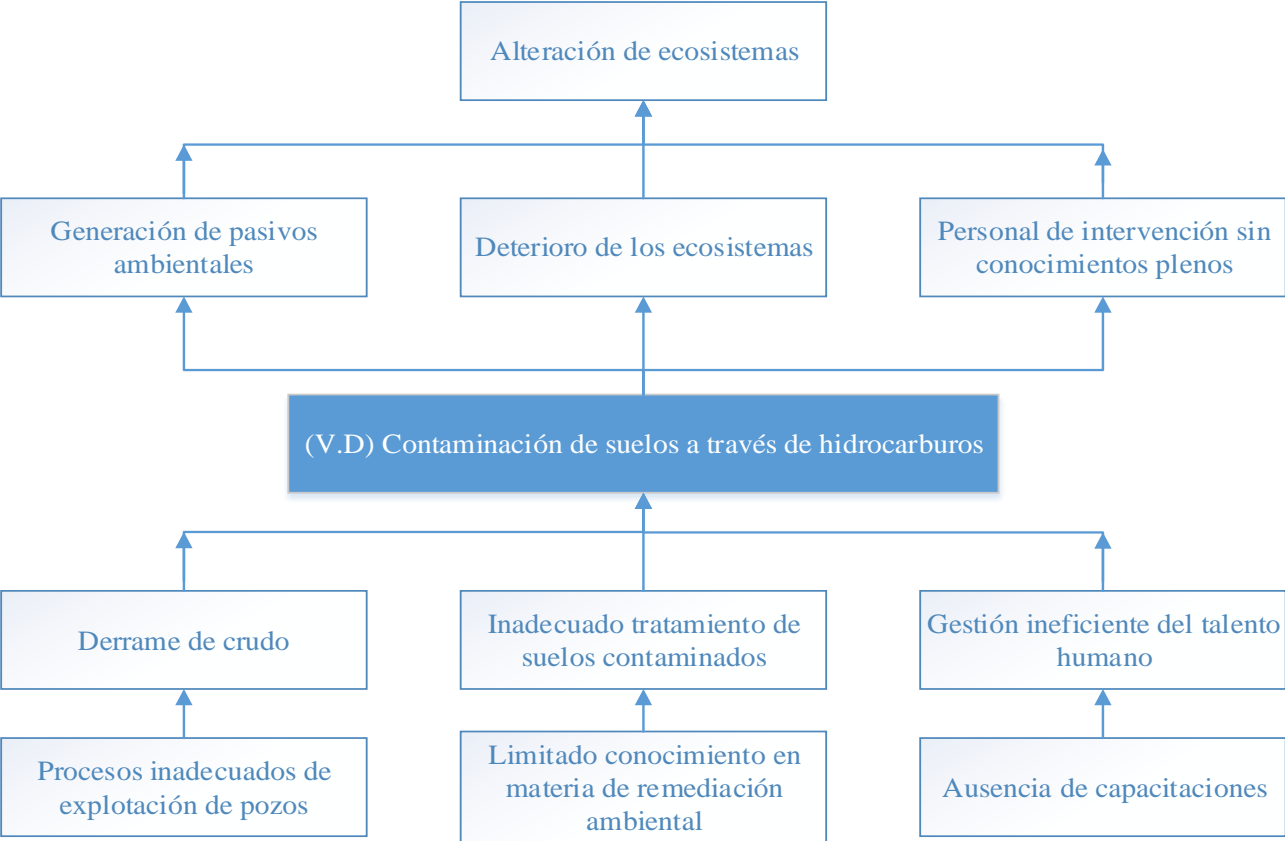 Alteración de ecosistemas
Generación de pasivos
ambientales
Deterioro de los ecosistemas
Personal de intervención sin
conocimientos plenos
(V.D) Contaminación de suelos a través de hidrocarburos
Derrame de crudo
Inadecuado tratamiento de
suelos contaminados
Gestión ineficiente del talento
humano
Procesos inadecuados de
explotación de pozos
Limitado conocimiento en
materia de remediación
ambiental
Ausencia de capacitaciones